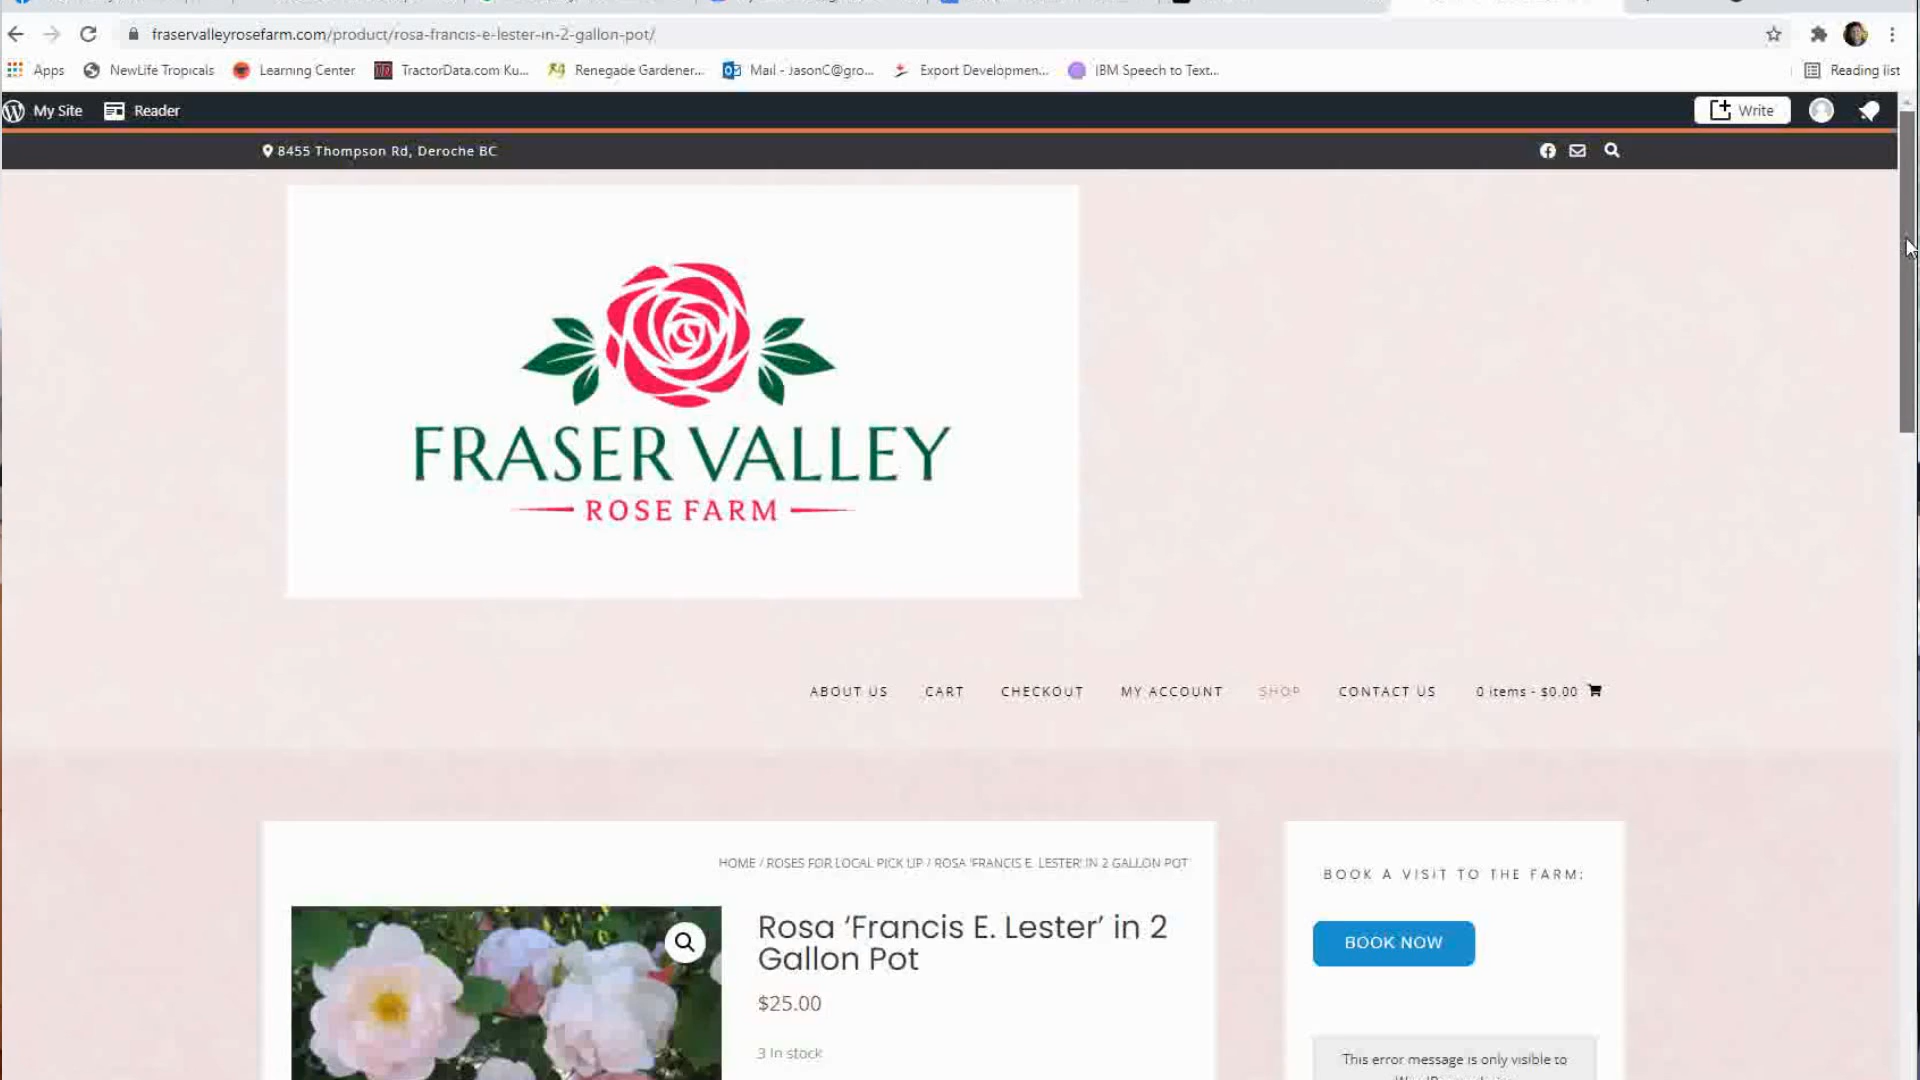 fraservalleyrosefarm.com/product/rosa-francis-e-lester-in-2-gallon-pot/
Apps NewLife Tropicals Learning Center TractorData.com Ku... Renegade Gardener... Mail - JasonC@gro... Export Developmen... IBM Speech to Text... Reading list
My Site Reader Write
8455 Thompson Rd, Deroche BC
FRASER VALLEY
ROSE FARM
ABOUT US CART CHECKOUT MY ACCOUNT SHOP CONTACT US 0 items - $0.00
HOME / ROSES FOR LOCAL PICK UP / ROSA 'FRANCIS E. LESTER' IN 2 GALLON POT
BOOK A VISIT TO THE FARM:
Rosa ‘Francis E. Lester’ in 2
Gallon Pot
BOOK NOW
$25.00
3 in stock
This error message is only visible to